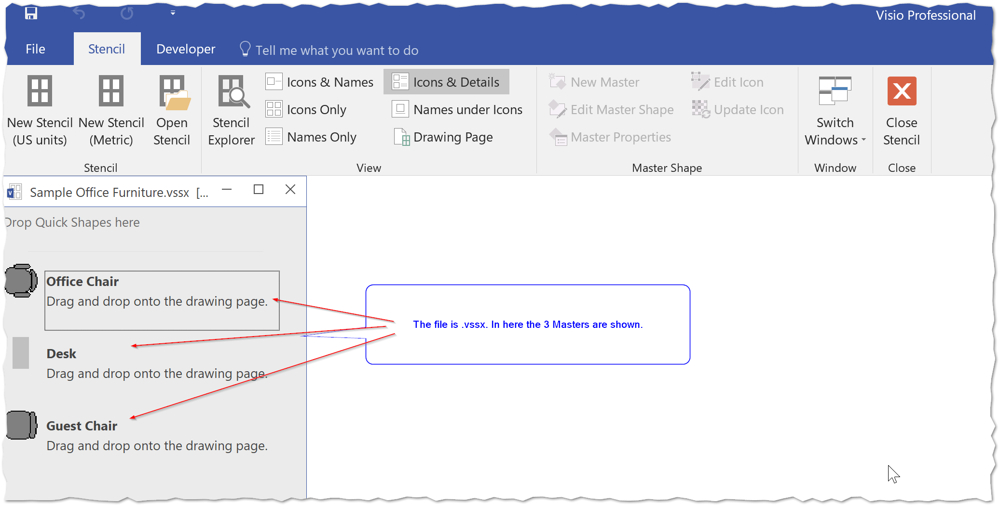 Visio Professional
File
Stencil
Developer
Tell me what you want to do
New Stencil
(US units)
New Stencil
(Metric)
Open
Stencil
Stencil
Stencil
Explorer
Icons & Names
Icons Only
Names Only
Icons & Details
Names under Icons
Drawing Page
View
New Master
Edit Master Shape
Master Properties
Edit Icon
Update Icon
Master Shape
Switch
Windows
Window
Close
Stencil
Close
Sample Office Furniture.vssx [...
Drop Quick Shapes here
Office Chair
Drag and drop onto the drawing page.
Desk
Drag and drop onto the drawing page.
Guest Chair
Drag and drop onto the drawing page.
The file is .vssx. In here the 3 Masters are shown.